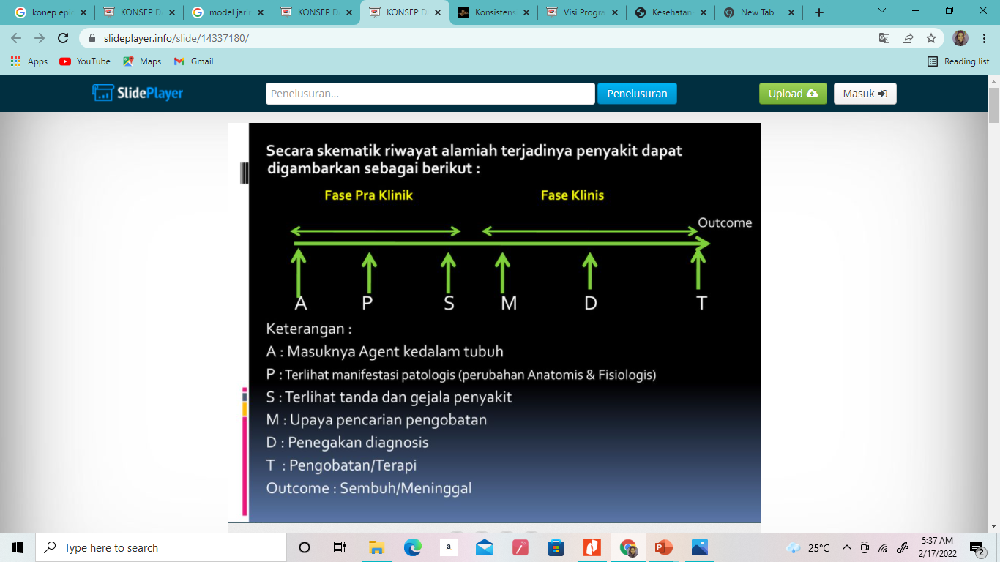 konep epid
KONSEP D
model jarin
KONSEP D
KONSEP D
Konsistens
Visi Progra
Kesehatan
New Tab
slideplayer.info/slide/14337180/
Apps YouTube Maps Gmail Reading list
SlidePlayer Penelusuran... Penelusuran Upload Masuk
Secara skematik riwayat alamiah terjadinya penyakit dapat
digambarkan sebagai berikut :
Fase Pra Klinik Fase Klinis
Outcome
A P S M D T
Keterangan :
A : Masuknya Agent kedalam tubuh
P : Terlihat manifestasi patologis (perubahan Anatomis & Fisiologis)
S : Terlihat tanda dan gejala penyakit
M : Upaya pencarian pengobatan
D : Penegakan diagnosis
T : Pengobatan/Terapi
Outcome : Sembuh/Meninggal
Type here to search
25°C
5:37 AM
2/17/2022
2